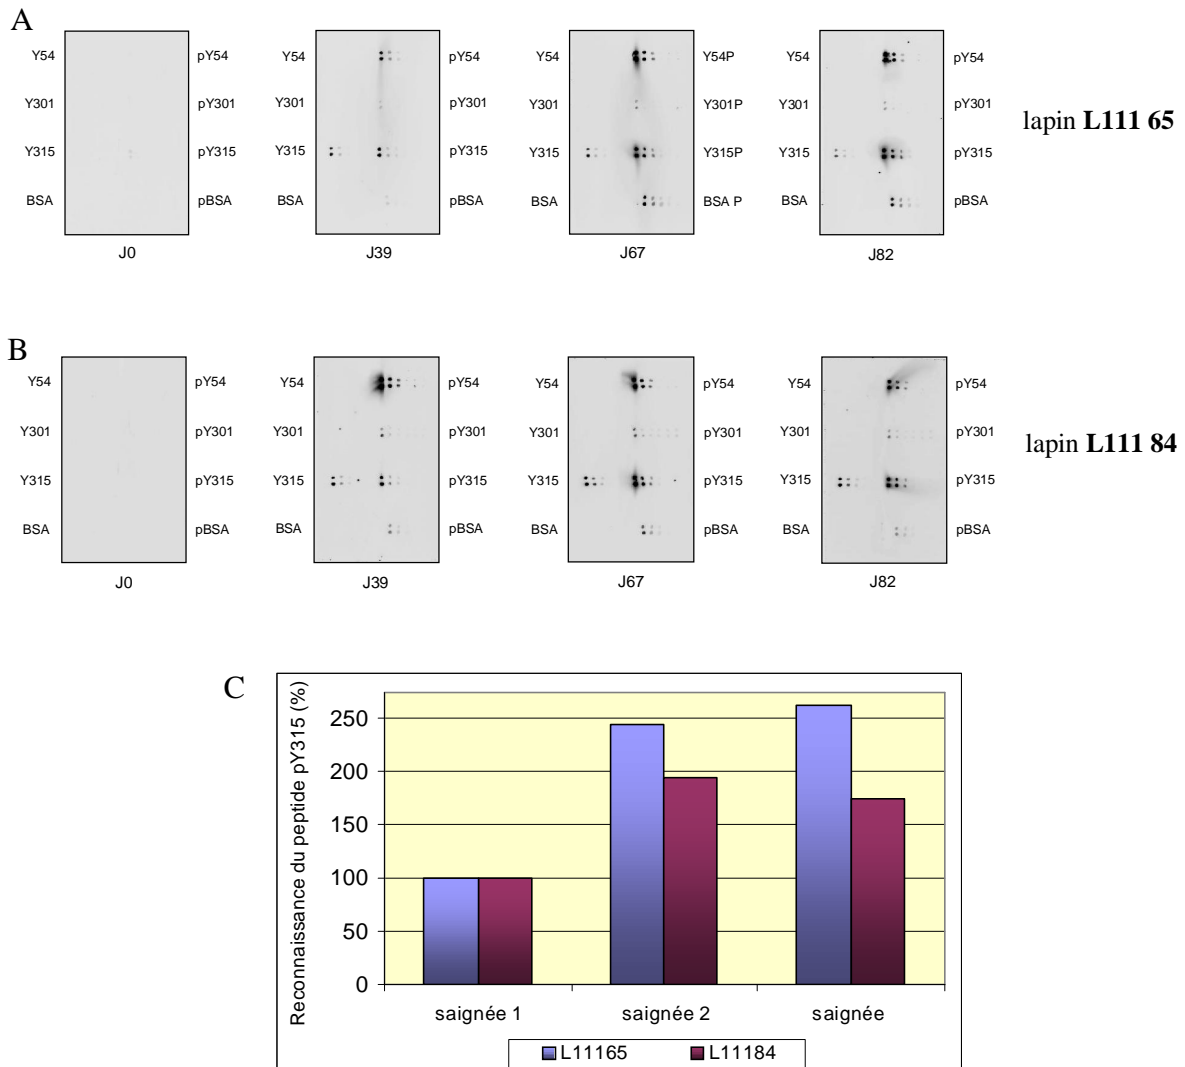 A
Y54 pY54 Y54 pY54 Y54 Y54P Y54 pY54
Y301 pY301 Y301 pY301 Y301 Y301P Y301 pY301
lapin L111 65
Y315 pY315 Y315 pY315 Y315 Y315P Y315 pY315
BSA pBSA BSA pBSA BSA BSA P BSA pBSA
J0 J39 J67 J82
B
Y54 pY54 Y54 pY54 Y54 pY54 Y54 pY54
Y301 pY301 Y301 pY301 Y301 pY301 Y301 pY301
lapin L111 84
Y315 pY315 Y315 pY315 Y315 pY315 Y315 pY315
BSA pBSA BSA pBSA BSA pBSA BSA pBSA
J0 J39 J67 J82
C
Reconnaissance du peptide pY315 (%)
250
200
150
100
50
0
saignée 1 saignée 2 saignée
L11165 L11184